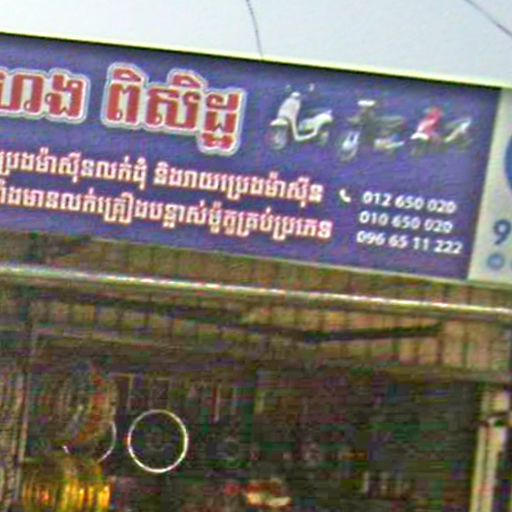 ហាង ពិសិដ្ឋ
ប្រេងម៉ាស៊ីនលក់ដុំ និងរាយប្រេងម៉ាស៊ីន
មានលក់គ្រឿងបន្លាស់ម៉ូតូគ្រប់ប្រភេទ
012 650 020
010 650 020
096 65 11 222
9